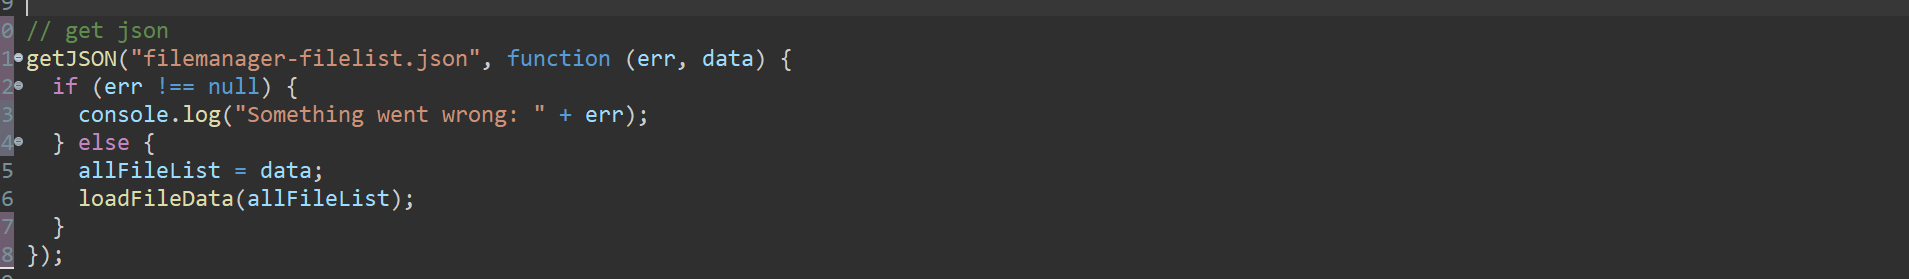 9
0 // get json
1 getJSON("filemanager-filelist.json", function (err, data) {
2   if (err !== null) {
3     console.log("Something went wrong: " + err);
4   } else {
5     allFileList = data;
6     loadFileData(allFileList);
7   }
8 });